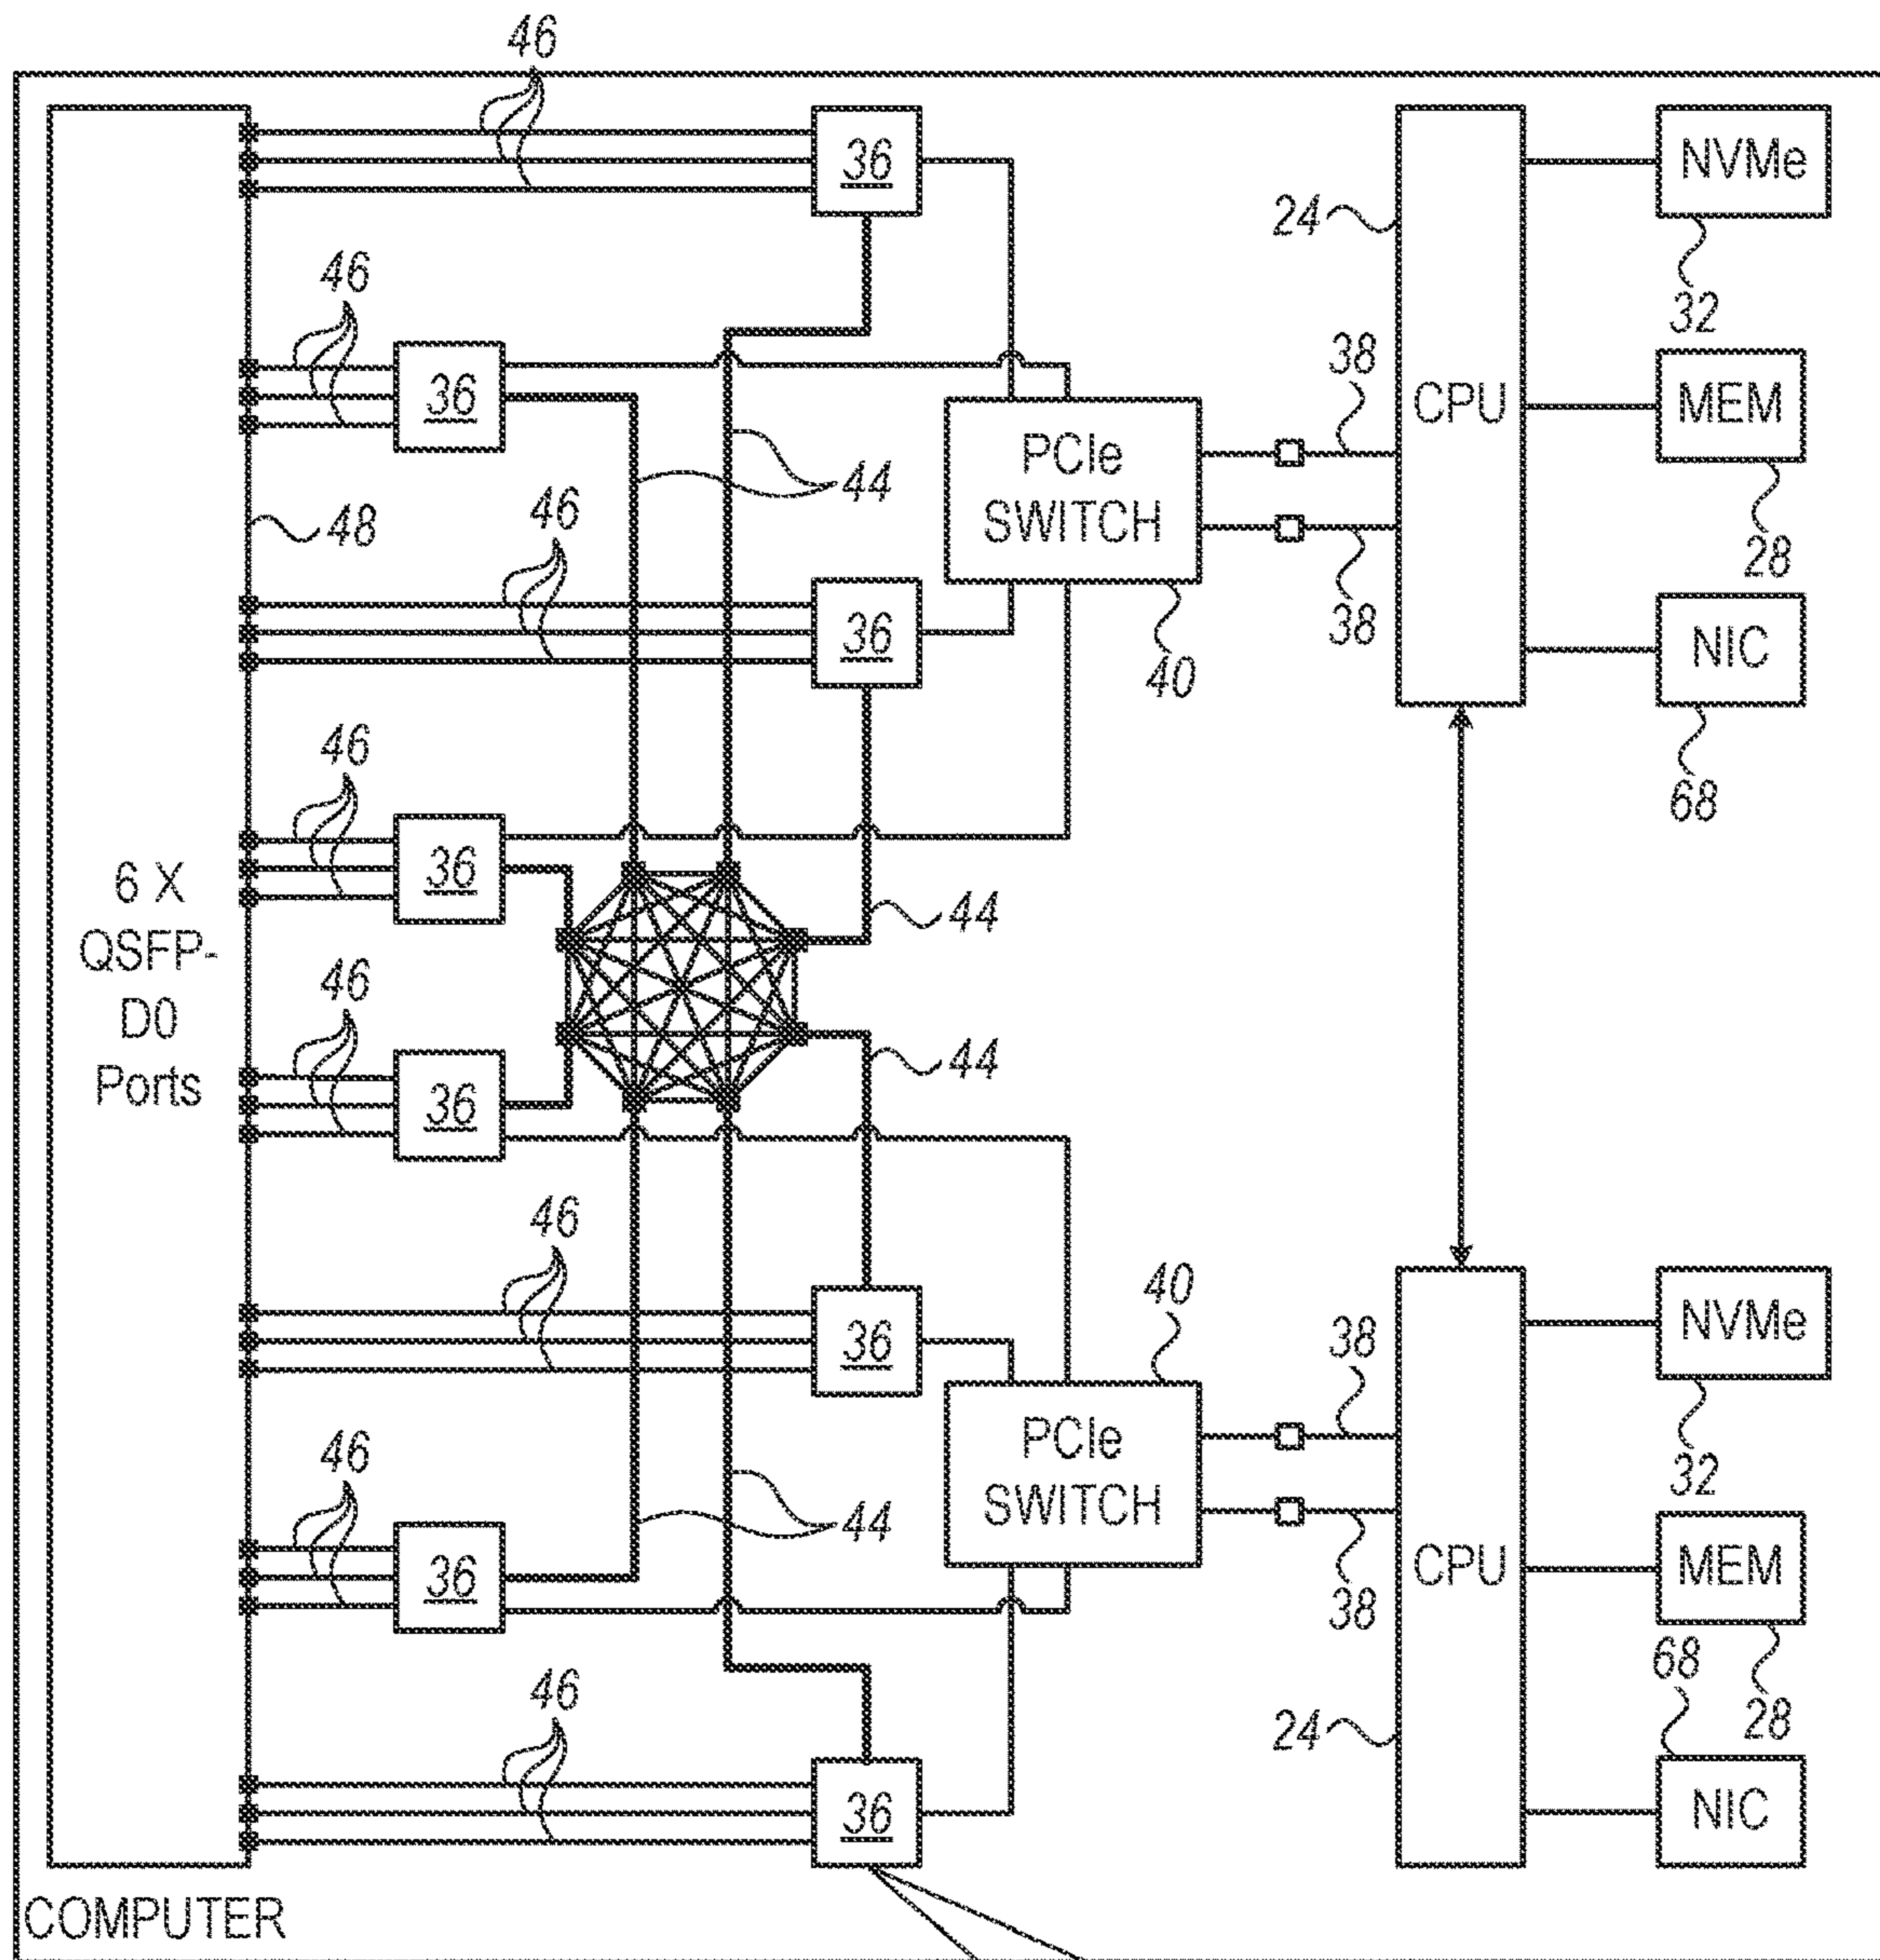 46
36
NVMe
24
32
46
36
38
MEM
CPU
PCIe
SWITCH
44
46
48
28
38
36
40
NIC
68
46
36
6 X
QSFP-
D0
Ports
44
46
44
36
46
40
NVMe
38
36
PCIe
SWITCH
32
46
44
36
CPU
MEM
38
68
46
28
24
36
NIC
COMPUTER